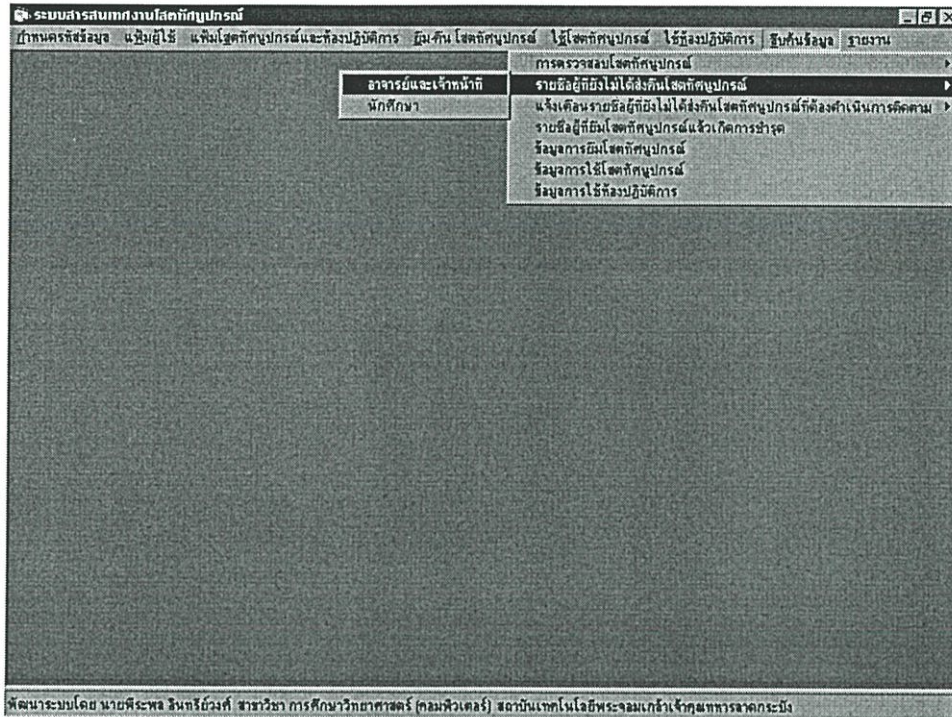 ระบบสารสนเทศงานโสตทัศนูปกรณ์
กำหนดรหัสข้อมูล แฟ้มผู้ใช้ แฟ้มโสตทัศนูปกรณ์และห้องปฏิบัติการ ยืม-คืน โสตทัศนูปกรณ์ ใช้โสตทัศนูปกรณ์ ใช้ห้องปฏิบัติการ สืบค้นข้อมูล รายงาน
การตรวจสอบโสตทัศนูปกรณ์
อาจารย์และเจ้าหน้าที่ รายชื่อผู้ที่ยังไม่ได้ส่งคืนโสตทัศนูปกรณ์
นักศึกษา แจ้งเตือนรายชื่อผู้ที่ยังไม่ได้ส่งคืนโสตทัศนูปกรณ์ที่ต้องดำเนินการติดตาม
รายชื่อผู้ที่ยืมโสตทัศนูปกรณ์แล้วเกิดการชำรุด
ข้อมูลการยืมโสตทัศนูปกรณ์
ข้อมูลการใช้โสตทัศนูปกรณ์
ข้อมูลการใช้ห้องปฏิบัติการ
พัฒนาระบบโดย นายพีระพล อินทรีย์วงศ์ สาขาวิชา การศึกษาวิทยาศาสตร์ (คอมพิวเตอร์) สถาบันเทคโนโลยีพระจอมเกล้าเจ้าคุณทหารลาดกระบัง